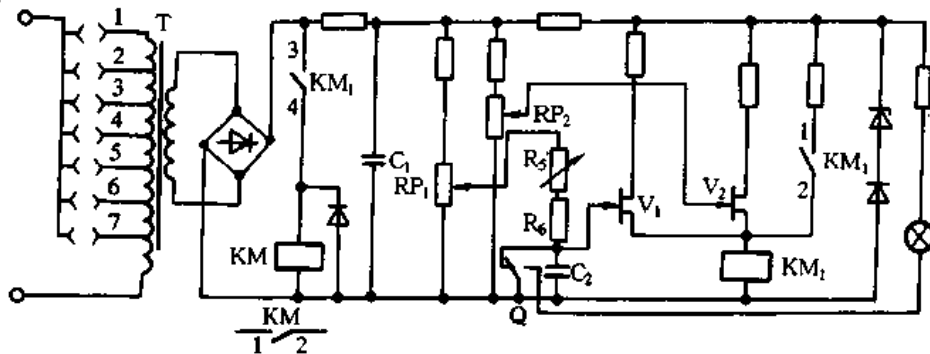 1
T
2
3
4
5
6
7
3
KM₁
4
C₁
RP₁
RP₂
R₅
R₆
V₁
V₂
1
KM₁
2
KM
C₂
KM₁
Q
KM
1 2